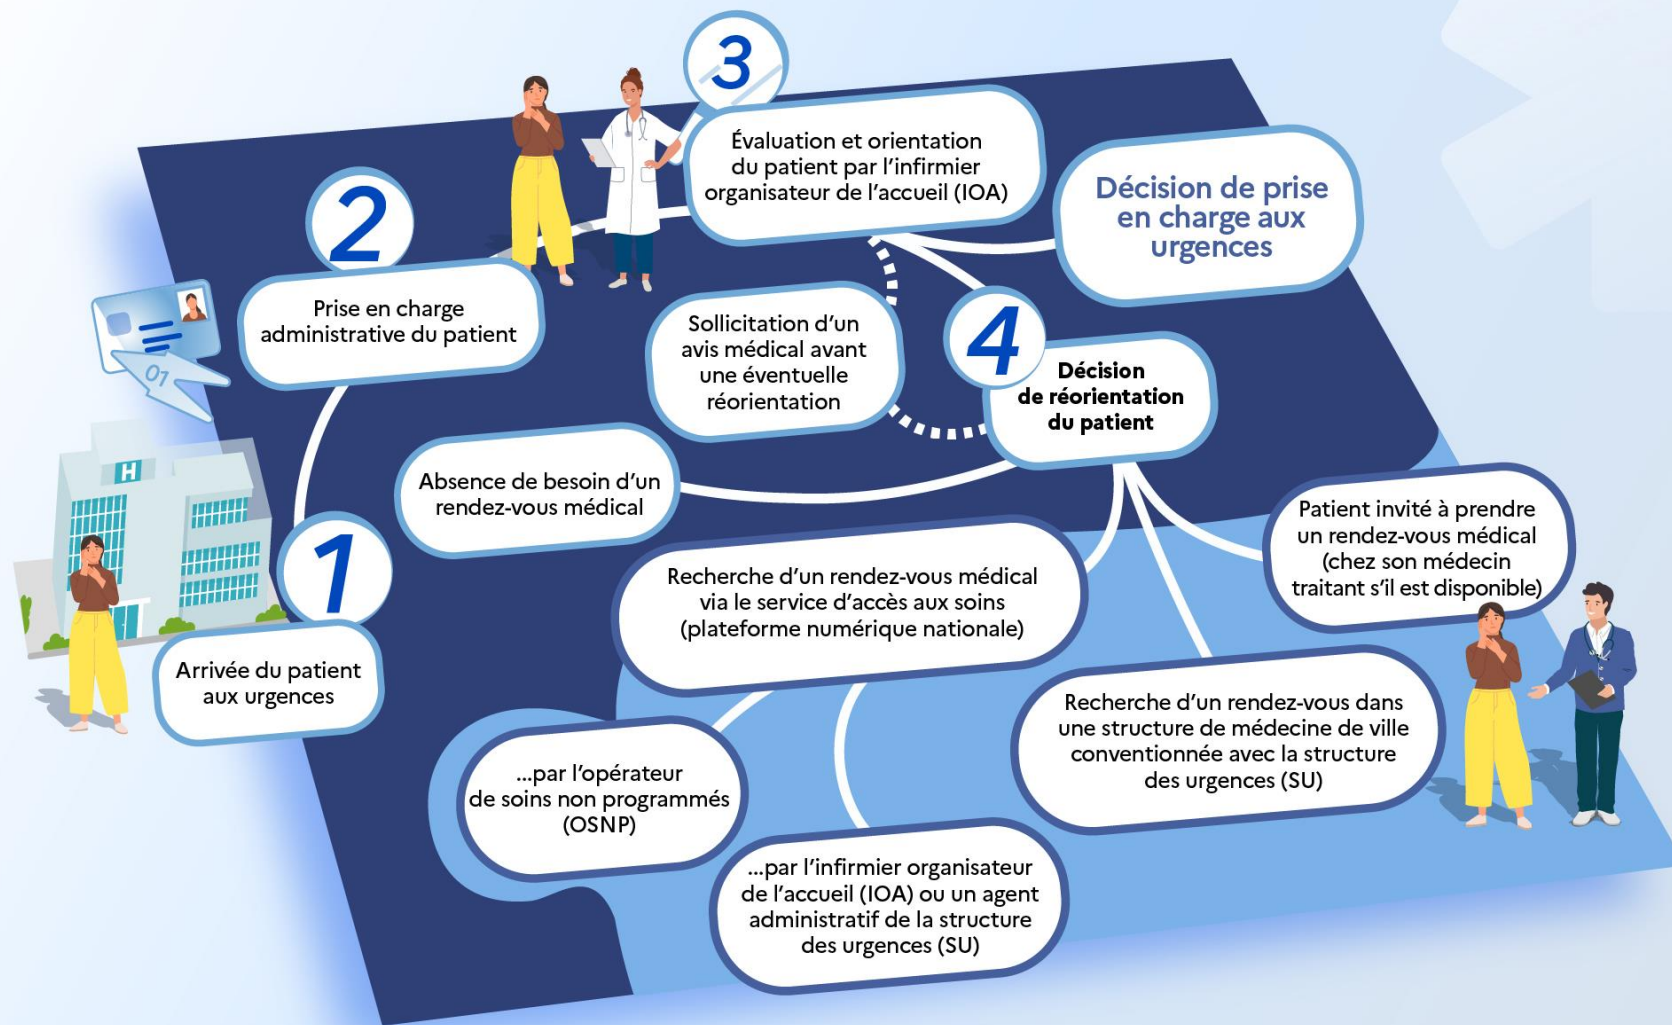 3
Évaluation et orientation
du patient par l’infirmier
organisateur de l’accueil (IOA)
Décision de prise
en charge aux
urgences
2
Prise en charge
administrative du patient
01
Sollicitation d’un
avis médical avant
une éventuelle
réorientation
4
Décision
de réorientation
du patient
H
Absence de besoin d’un
rendez-vous médical
1
Arrivée du patient
aux urgences
Recherche d’un rendez-vous médical
via le service d’accès aux soins
(plateforme numérique nationale)
Patient invité à prendre
un rendez-vous médical
(chez son médecin
traitant s’il est disponible)
Recherche d’un rendez-vous dans
une structure de médecine de ville
conventionnée avec la structure
des urgences (SU)
...par l’opérateur
de soins non programmés
(OSNP)
...par l’infirmier organisateur
de l’accueil (IOA) ou un agent
administratif de la structure
des urgences (SU)